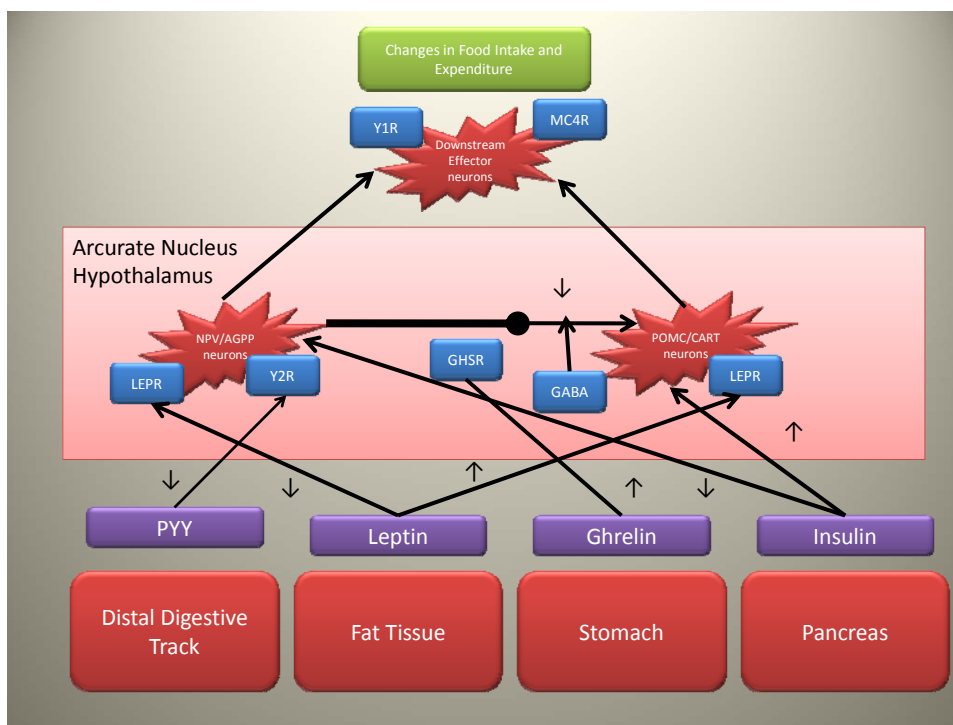 Changes in Food Intake and
Expenditure
Y1R
MC4R
Downstream
Effector
neurons
Arcurate Nucleus
Hypothalamus
↓
NPV/AGPP
neurons
POMC/CART
neurons
LEPR
Y2R
GHSR
GABA
LEPR
↑
↓
↓
↑
↑
↓
PYY
Leptin
Ghrelin
Insulin
Distal Digestive
Track
Fat Tissue
Stomach
Pancreas